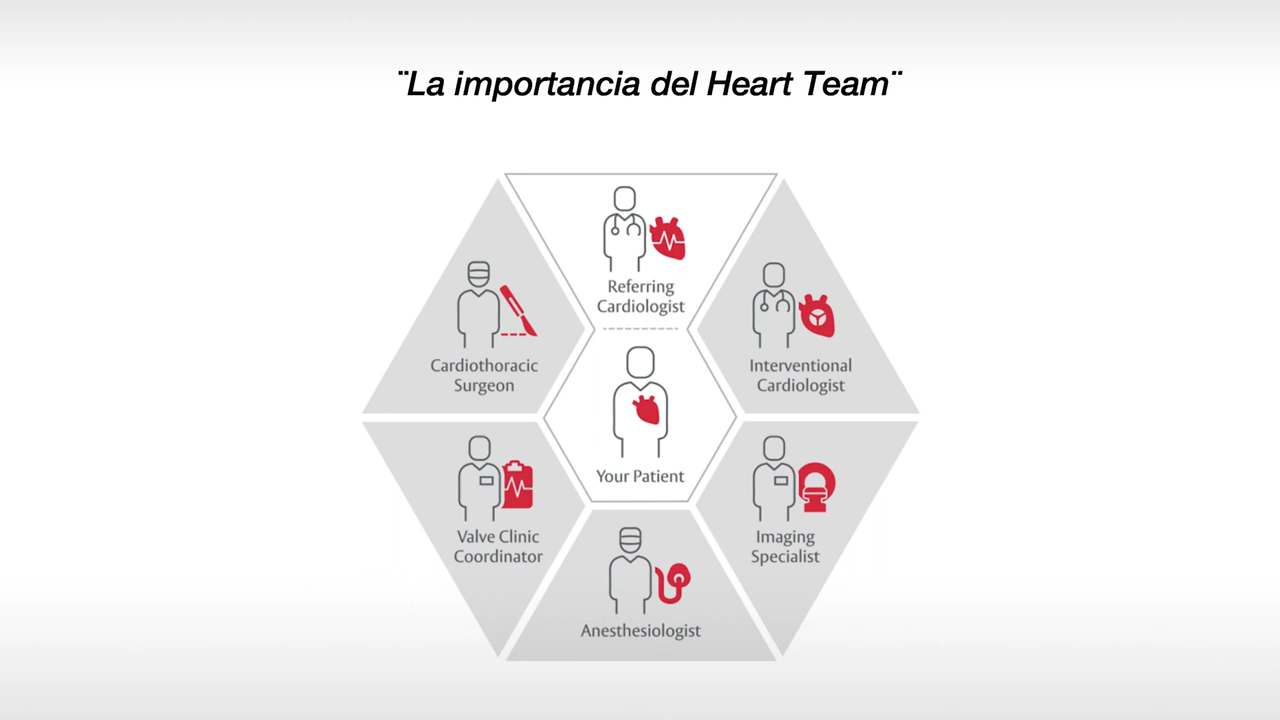 ¨La importancia del Heart Team¨
Referring
Cardiologist
Cardiothoracic
Surgeon
Interventional
Cardiologist
Your Patient
Valve Clinic
Coordinator
Imaging
Specialist
Anesthesiologist